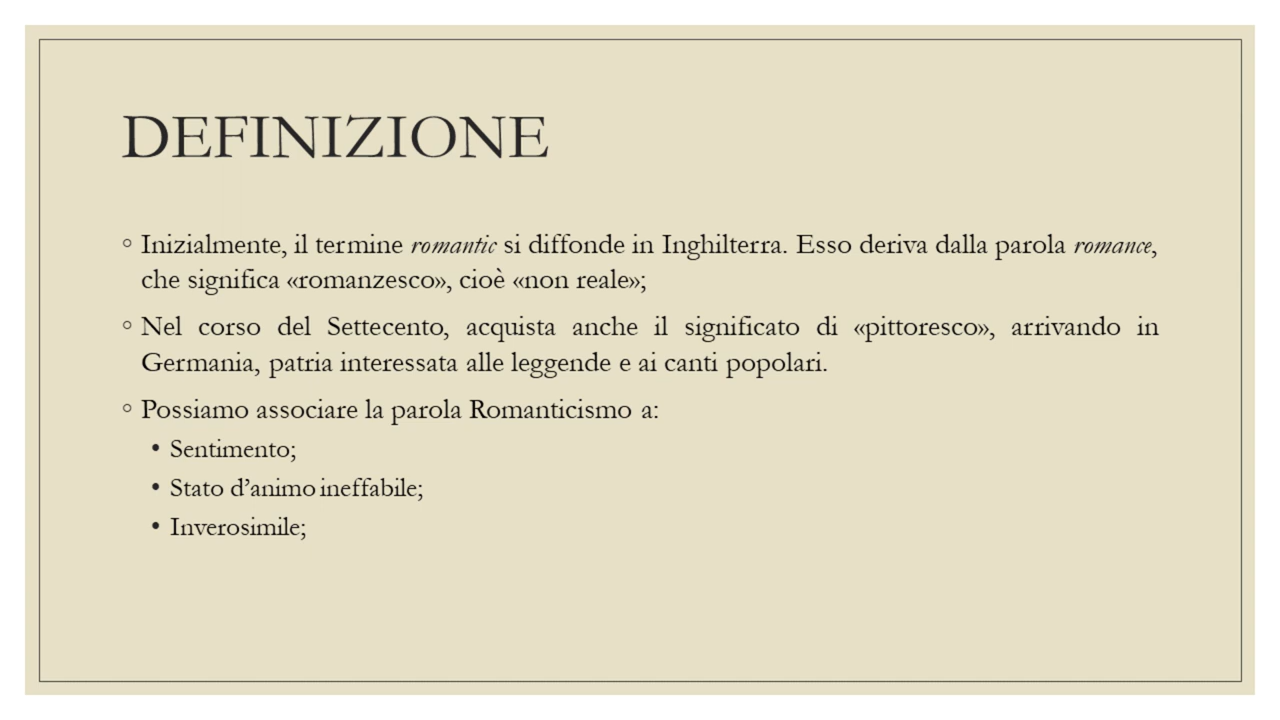 DEFINIZIONE
◦ Inizialmente, il termine romantic si diffonde in Inghilterra. Esso deriva dalla parola romance,
che significa «romanzesco», cioè «non reale»;
◦ Nel corso del Settecento, acquista anche il significato di «pittoresco», arrivando in
Germania, patria interessata alle leggende e ai canti popolari.
◦ Possiamo associare la parola Romanticismo a:
• Sentimento;
• Stato d’animo ineffabile;
• Inverosimile;